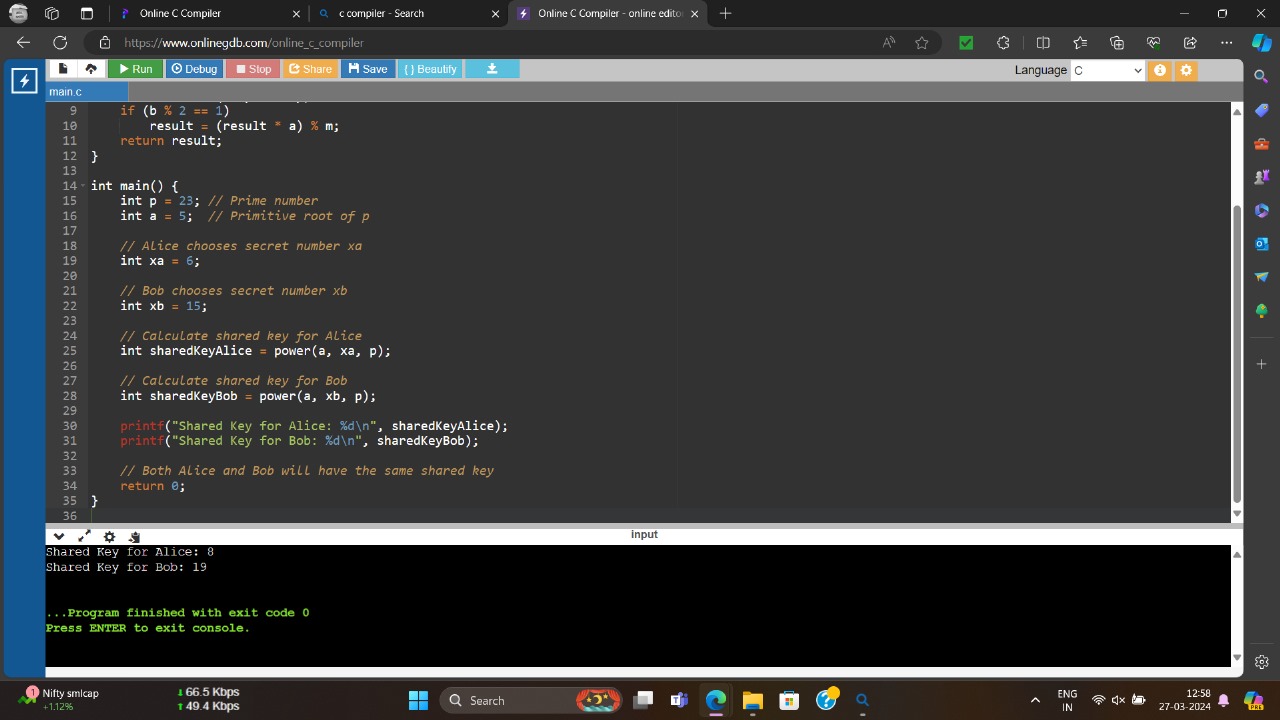 Online C Compiler
c compiler - Search
Online C Compiler - online edito
https://www.onlinegdb.com/online_c_compiler
Run
Debug
Stop
Share
Save
{ } Beautify
Language C
main.c
9 if (b % 2 == 1)
10 result = (result * a) % m;
11 return result;
12 }
13
14 int main() {
15 int p = 23; // Prime number
16 int a = 5; // Primitive root of p
17
18 // Alice chooses secret number xa
19 int xa = 6;
20
21 // Bob chooses secret number xb
22 int xb = 15;
23
24 // Calculate shared key for Alice
25 int sharedKeyAlice = power(a, xa, p);
26
27 // Calculate shared key for Bob
28 int sharedKeyBob = power(a, xb, p);
29
30 printf("Shared Key for Alice: %d\n", sharedKeyAlice);
31 printf("Shared Key for Bob: %d\n", sharedKeyBob);
32
33 // Both Alice and Bob will have the same shared key
34 return 0;
35 }
36
input
Shared Key for Alice: 8
Shared Key for Bob: 19
...Program finished with exit code 0
Press ENTER to exit console.
1
Nifty smlcap
+1.12%
66.5 Kbps
49.4 Kbps
Search
ENG
IN
12:58
27-03-2024
PRE